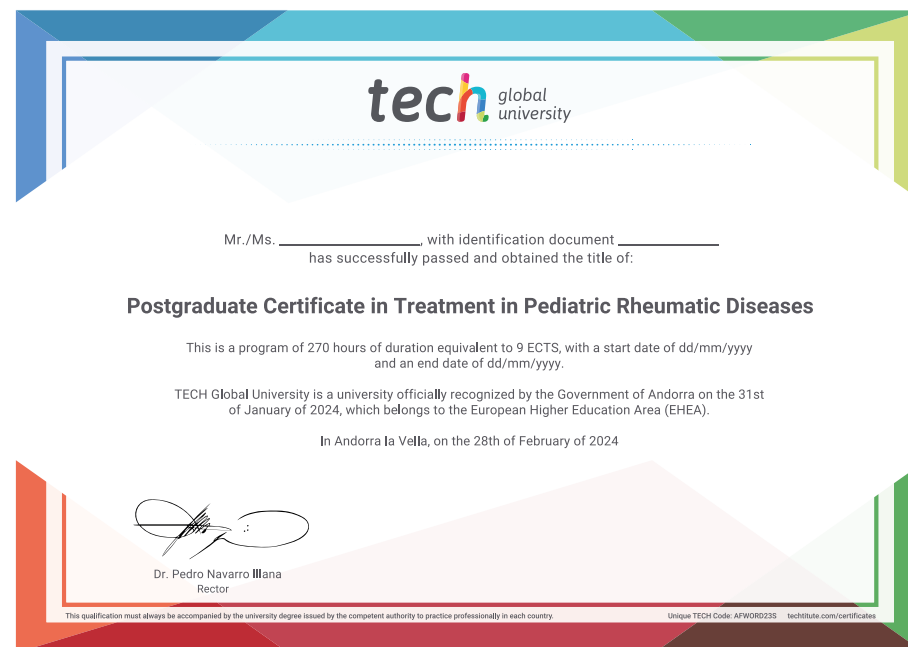 tech global university
Mr./Ms. ____________________, with identification document ______________
has successfully passed and obtained the title of:
Postgraduate Certificate in Treatment in Pediatric Rheumatic Diseases
This is a program of 270 hours of duration equivalent to 9 ECTS, with a start date of dd/mm/yyyy
and an end date of dd/mm/yyyy.
TECH Global University is a university officially recognized by the Government of Andorra on the 31st
of January of 2024, which belongs to the European Higher Education Area (EHEA).
In Andorra la Vella, on the 28th of February of 2024
Dr. Pedro Navarro Illana
Rector
This qualification must always be accompanied by the university degree issued by the competent authority to practice professionally in each country.
Unique TECH Code: AFWORD23S techtitute.com/certificates